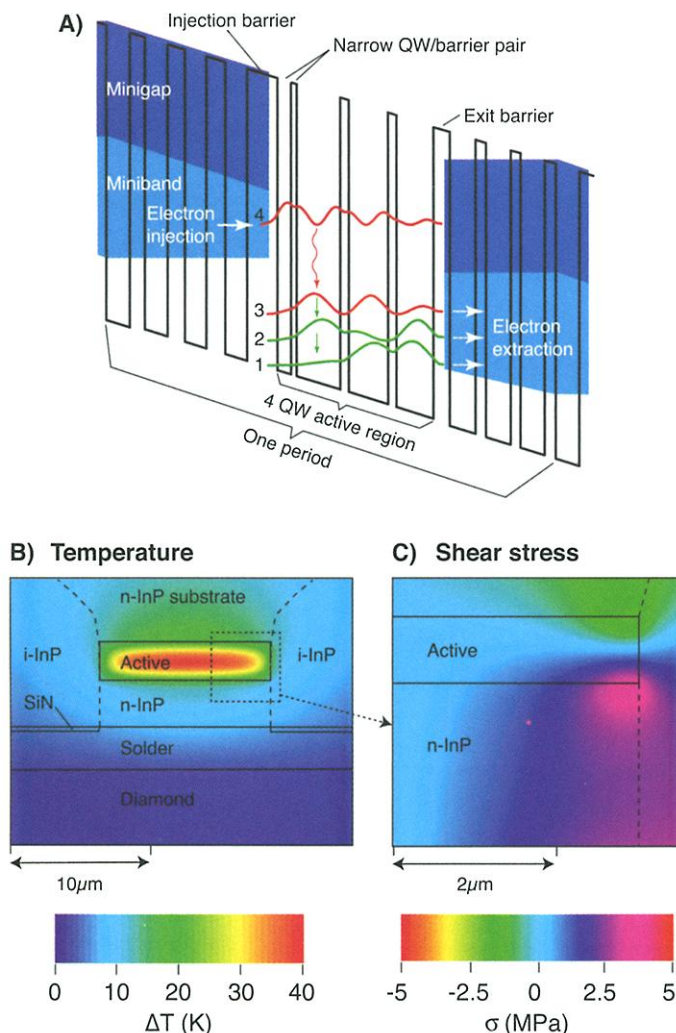 A)
Injection barrier
Narrow QW/barrier pair
Exit barrier
Minigap
Miniband
Electron
injection
4
3
2
1
Electron
extraction
4 QW active region
One period
B) Temperature
n-InP substrate
i-InP
Active
i-InP
n-InP
SiN
Solder
Diamond
10µm
0 10 20 30 40
ΔT (K)
C) Shear stress
Active
n-InP
2µm
-5 -2.5 0 2.5 5
σ (MPa)